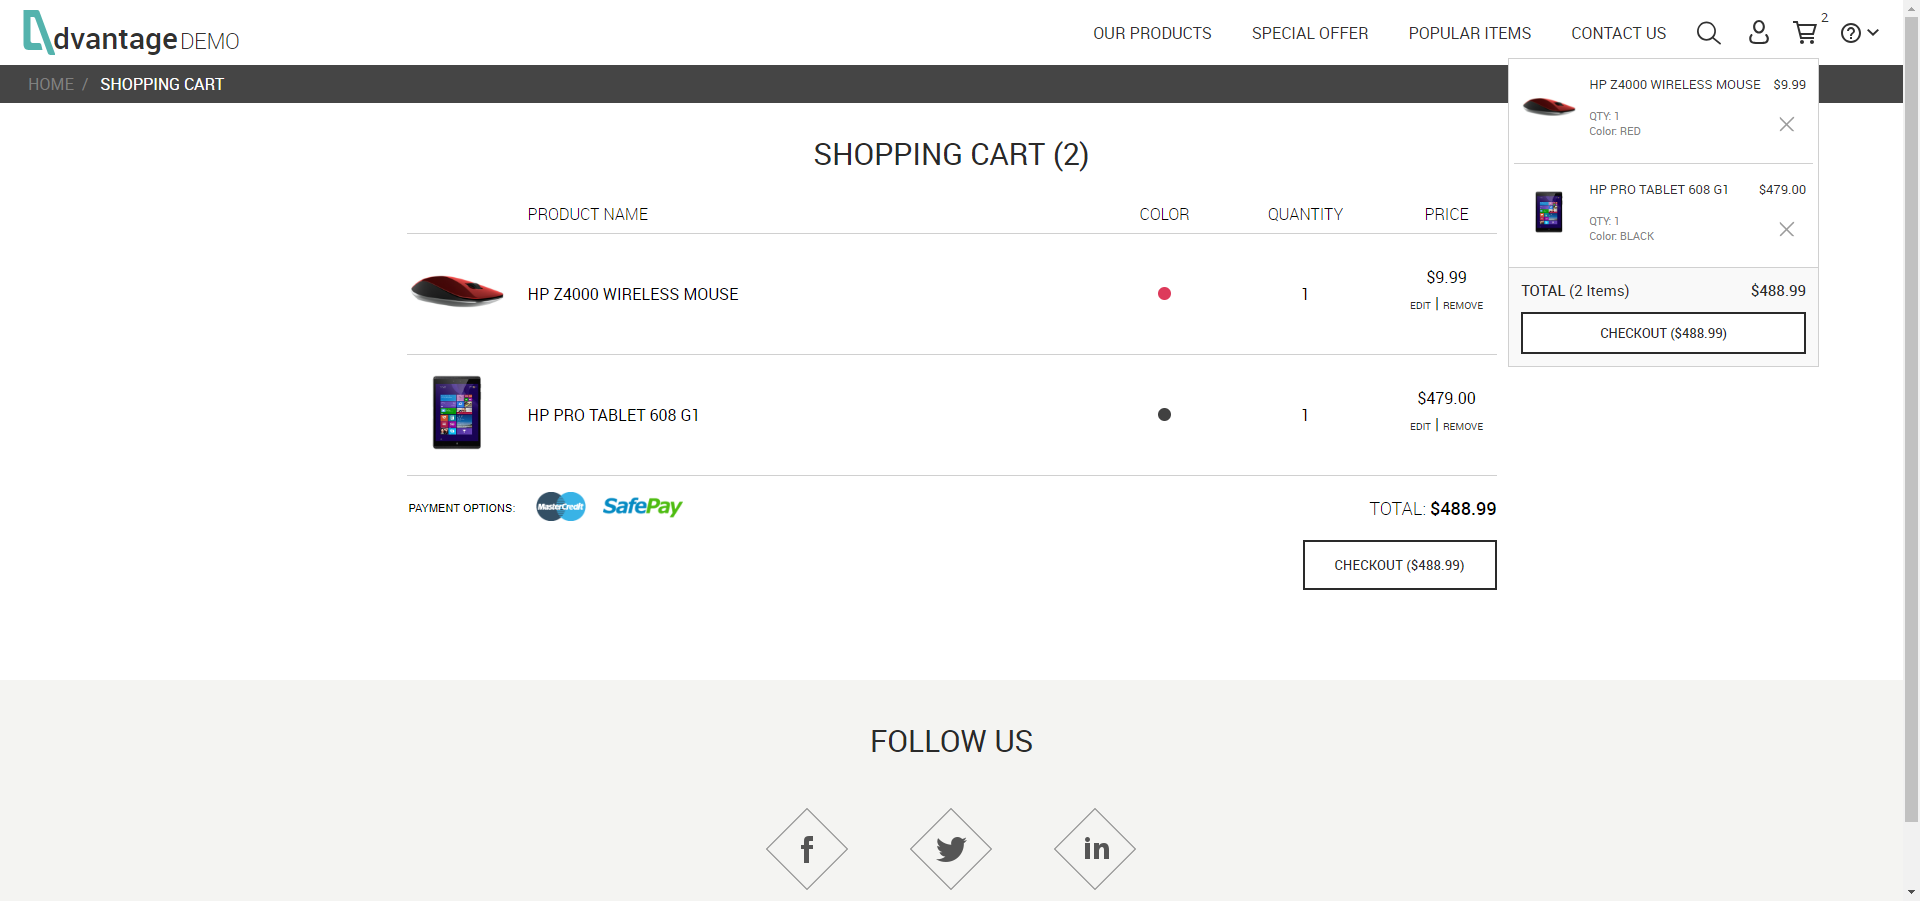 dvantage DEMO
OUR PRODUCTS SPECIAL OFFER POPULAR ITEMS CONTACT US 2
HOME / SHOPPING CART
HP Z4000 WIRELESS MOUSE $9.99
QTY: 1
Color: RED
HP PRO TABLET 608 G1 $479.00
QTY: 1
Color: BLACK
TOTAL (2 Items) $488.99
CHECKOUT ($488.99)
SHOPPING CART (2)
PRODUCT NAME COLOR QUANTITY PRICE
HP Z4000 WIRELESS MOUSE 1 $9.99
EDIT | REMOVE
HP PRO TABLET 608 G1 1 $479.00
EDIT | REMOVE
PAYMENT OPTIONS: MasterCredit SafePay TOTAL: $488.99
CHECKOUT ($488.99)
FOLLOW US
f in